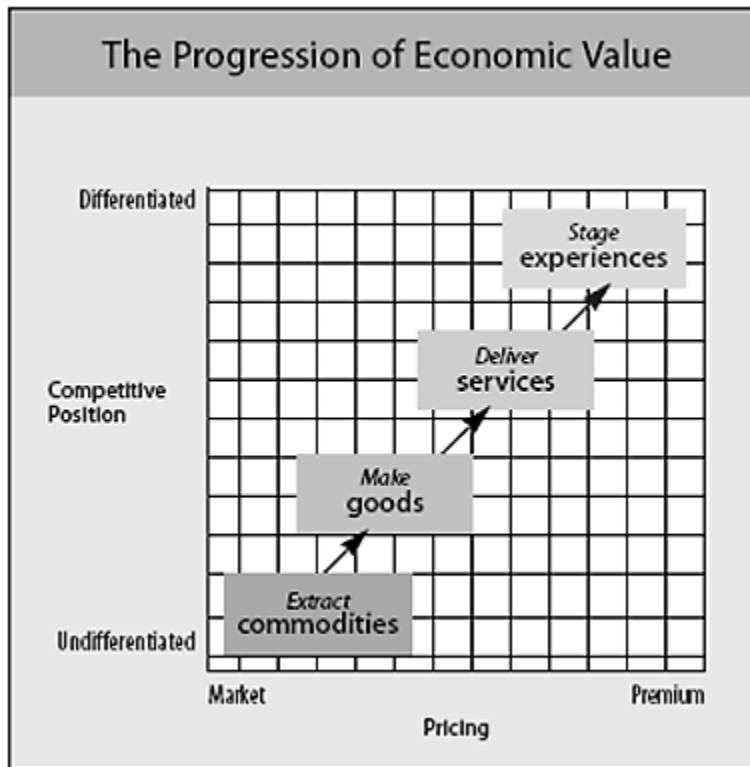 The Progression of Economic Value
Differentiated
Stage
experiences
Deliver
services
Competitive
Position
Make
goods
Extract
commodities
Undifferentiated
Market
Premium
Pricing